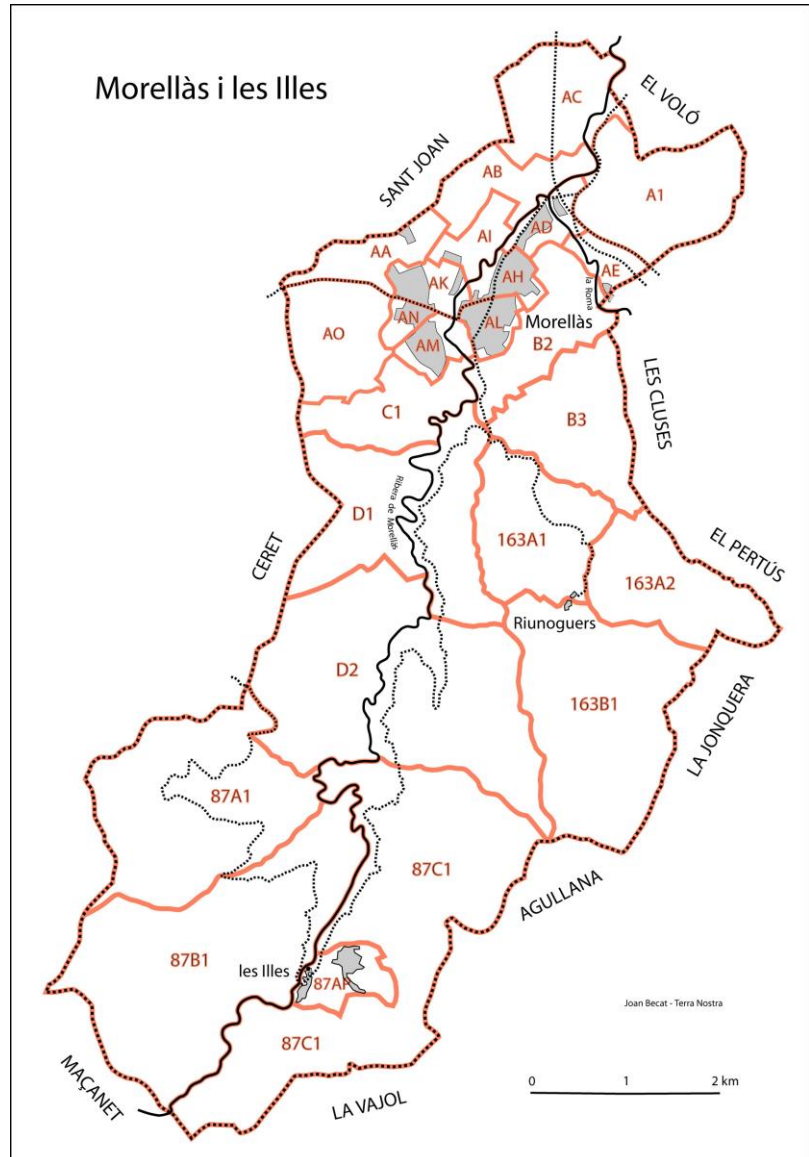 Morellàs i les Illes
AC
EL VOLÓ
SANT JOAN
AB
A1
AA
AI
AD
AK
AH
AE
la Roma
AN
AL
AO
AM
Morellàs
B2
C1
B3
LES CLUSES
Ribera de Morellàs
D1
163A1
EL PERTÚS
CERET
163A2
Riunoguers
D2
163B1
LA JONQUERA
87A1
87C1
AGULLANA
87B1
les Illes
87AP
Joan Becat - Terra Nostra
87C1
MAÇANET
LA VAJOL
0 1 2 km